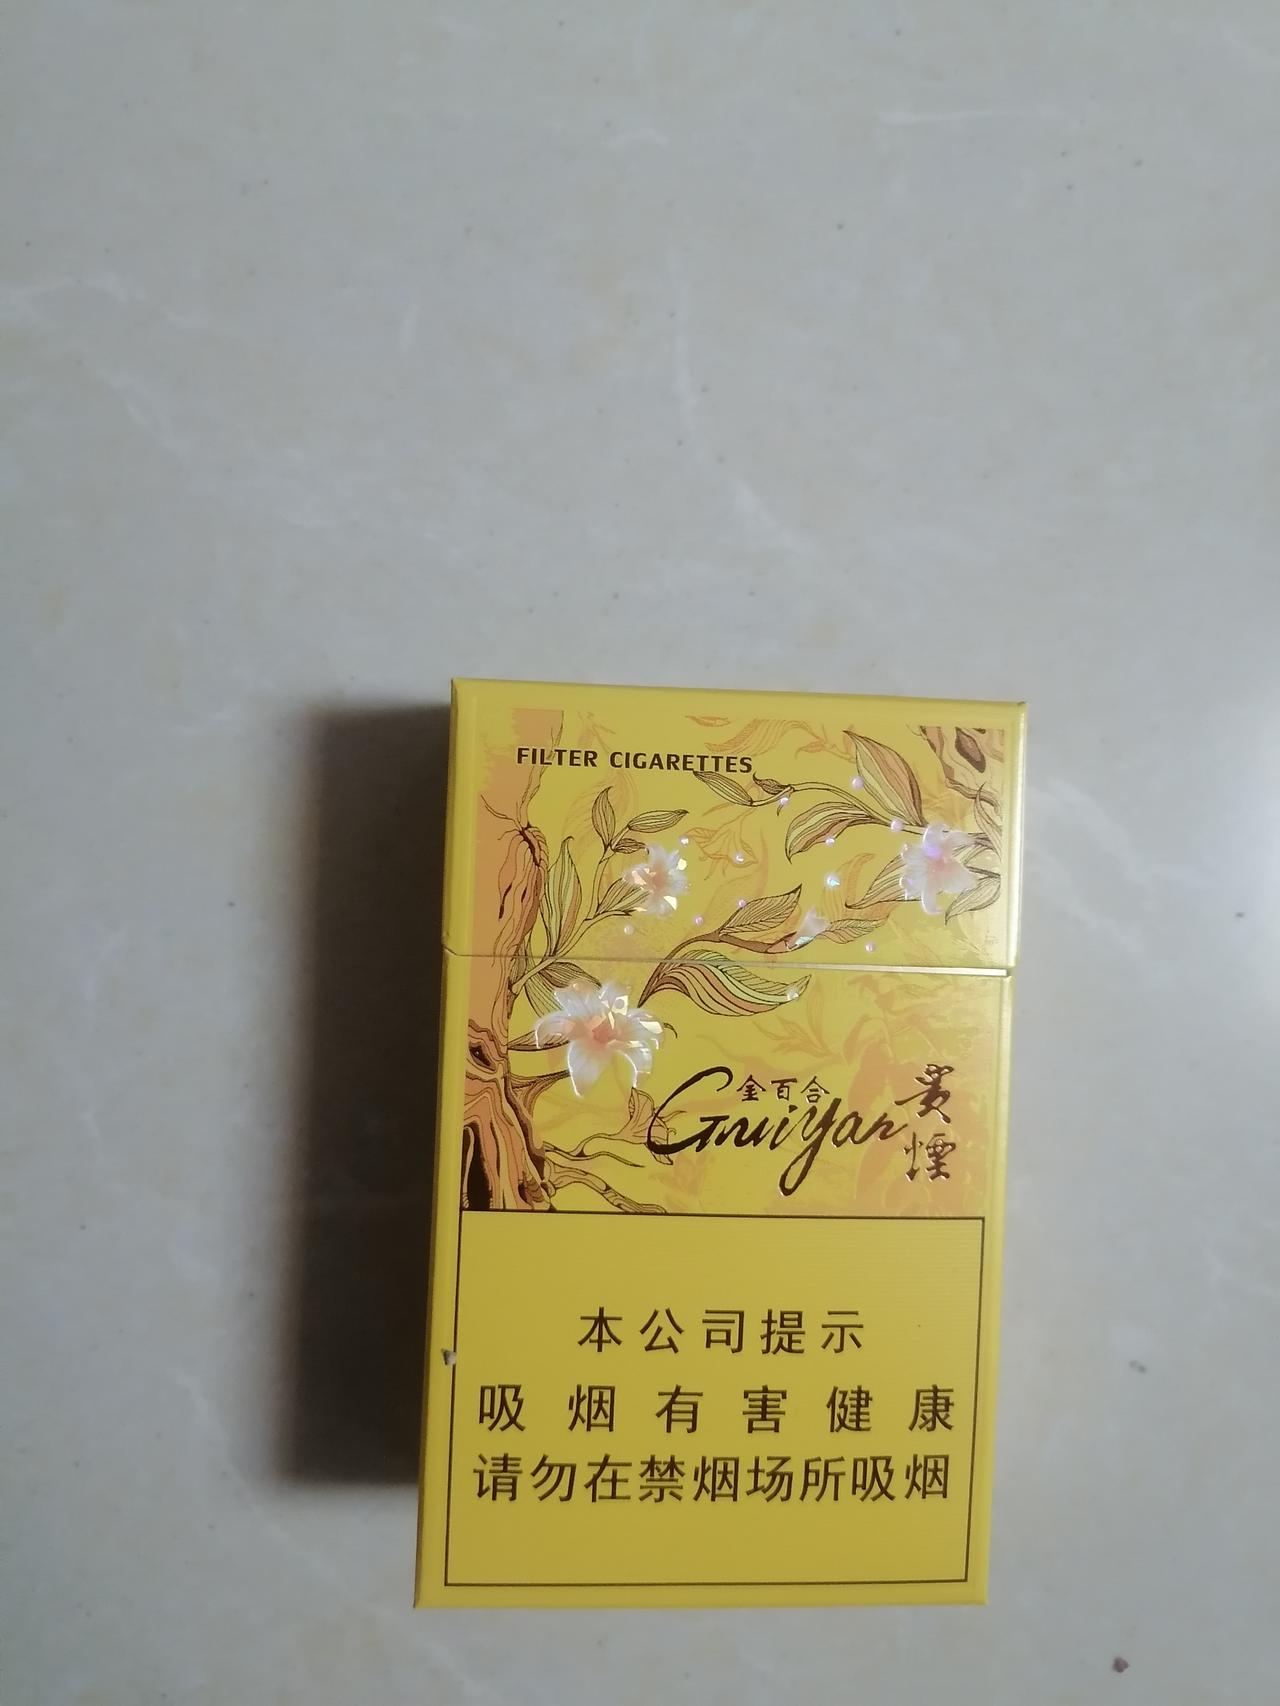 FILTER CIGARETTES
金百合
GuiYan
贵
烟
本公司提示
吸烟有害健康
请勿在禁烟场所吸烟